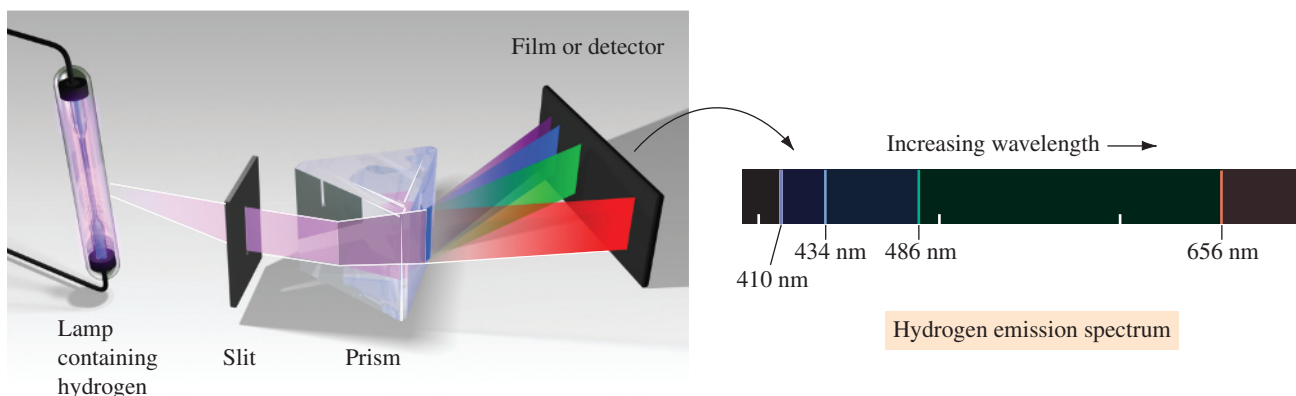 Film or detector
Lamp
containing
hydrogen
Slit
Prism
Increasing wavelength
410 nm
434 nm
486 nm
656 nm
Hydrogen emission spectrum